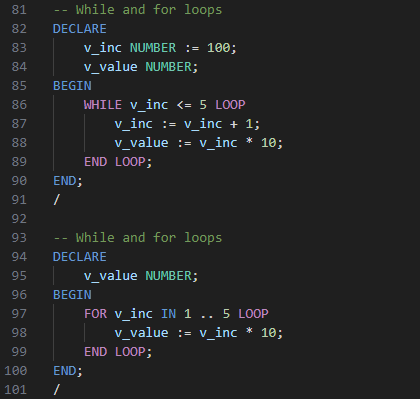 81 -- While and for loops
82 DECLARE
83     v_inc NUMBER := 100;
84     v_value NUMBER;
85 BEGIN
86     WHILE v_inc <= 5 LOOP
87         v_inc := v_inc + 1;
88         v_value := v_inc * 10;
89     END LOOP;
90 END;
91 /
92
93 -- While and for loops
94 DECLARE
95     v_value NUMBER;
96 BEGIN
97     FOR v_inc IN 1 .. 5 LOOP
98         v_value := v_inc * 10;
99     END LOOP;
100 END;
101 /